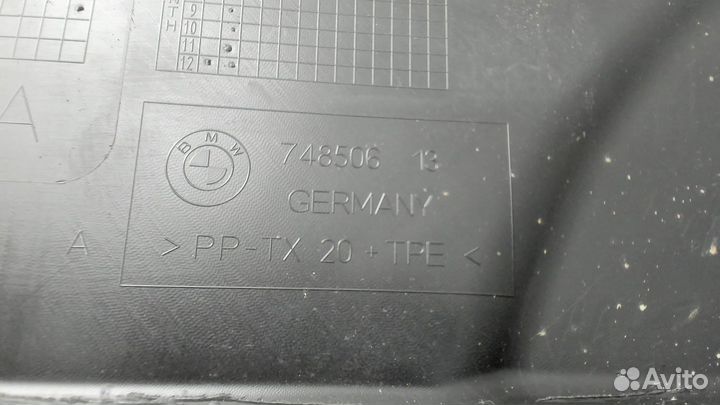 T 9
H 10
11
12
A
BMW
748506 13
GERMANY
A
> PP-TX 20 + TPE <
Avito